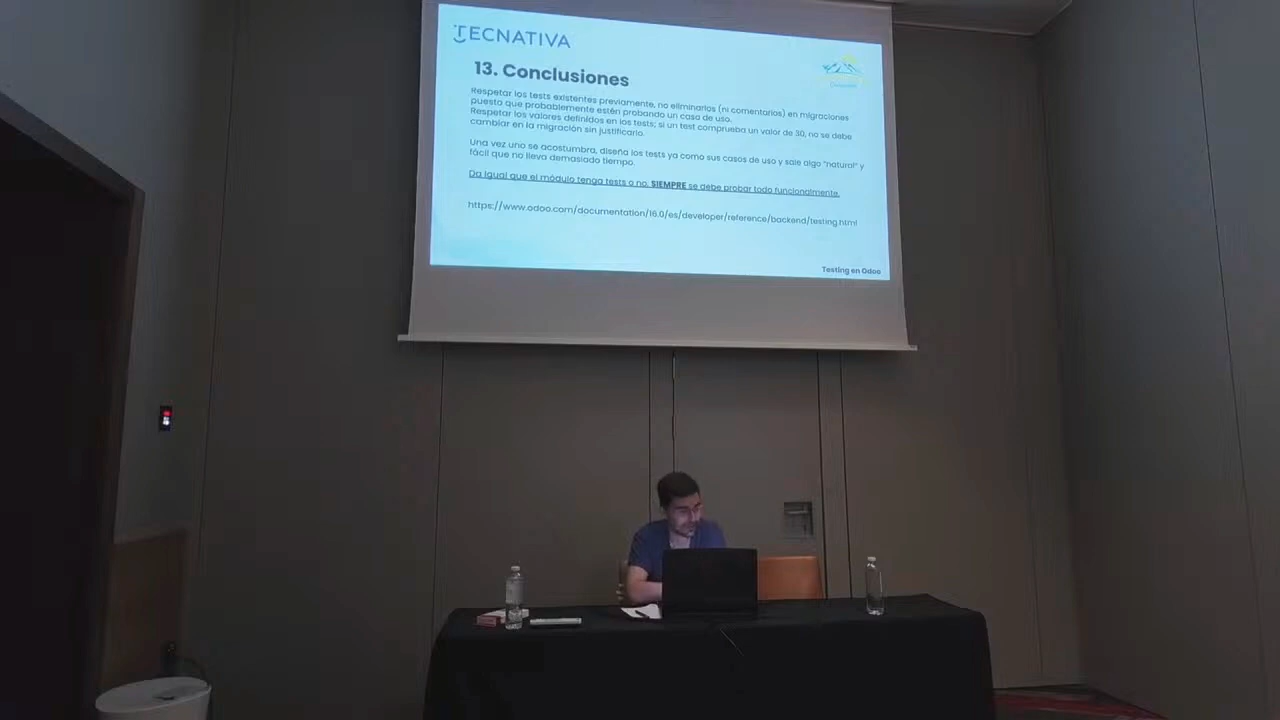 TECNATIVA
13. Conclusiones
Respetar los tests existentes previamente, no eliminarlos (ni comentarlos) en migraciones
puesto que probablemente estén probando un caso de uso.
Respetar los valores definidos en los tests; si un test comprueba un valor de 30, no se debe
cambiar en la migración sin justificarlo.
Una vez uno se acostumbra, diseña los tests ya como sus casos de uso y sale algo "natural" y
fácil que no lleva demasiado tiempo.
Da igual que el módulo tenga tests o no, SIEMPRE se debe probar todo funcionalmente.
https://www.odoo.com/documentation/16.0/es/developer/reference/backend/testing.html
Testing en Odoo